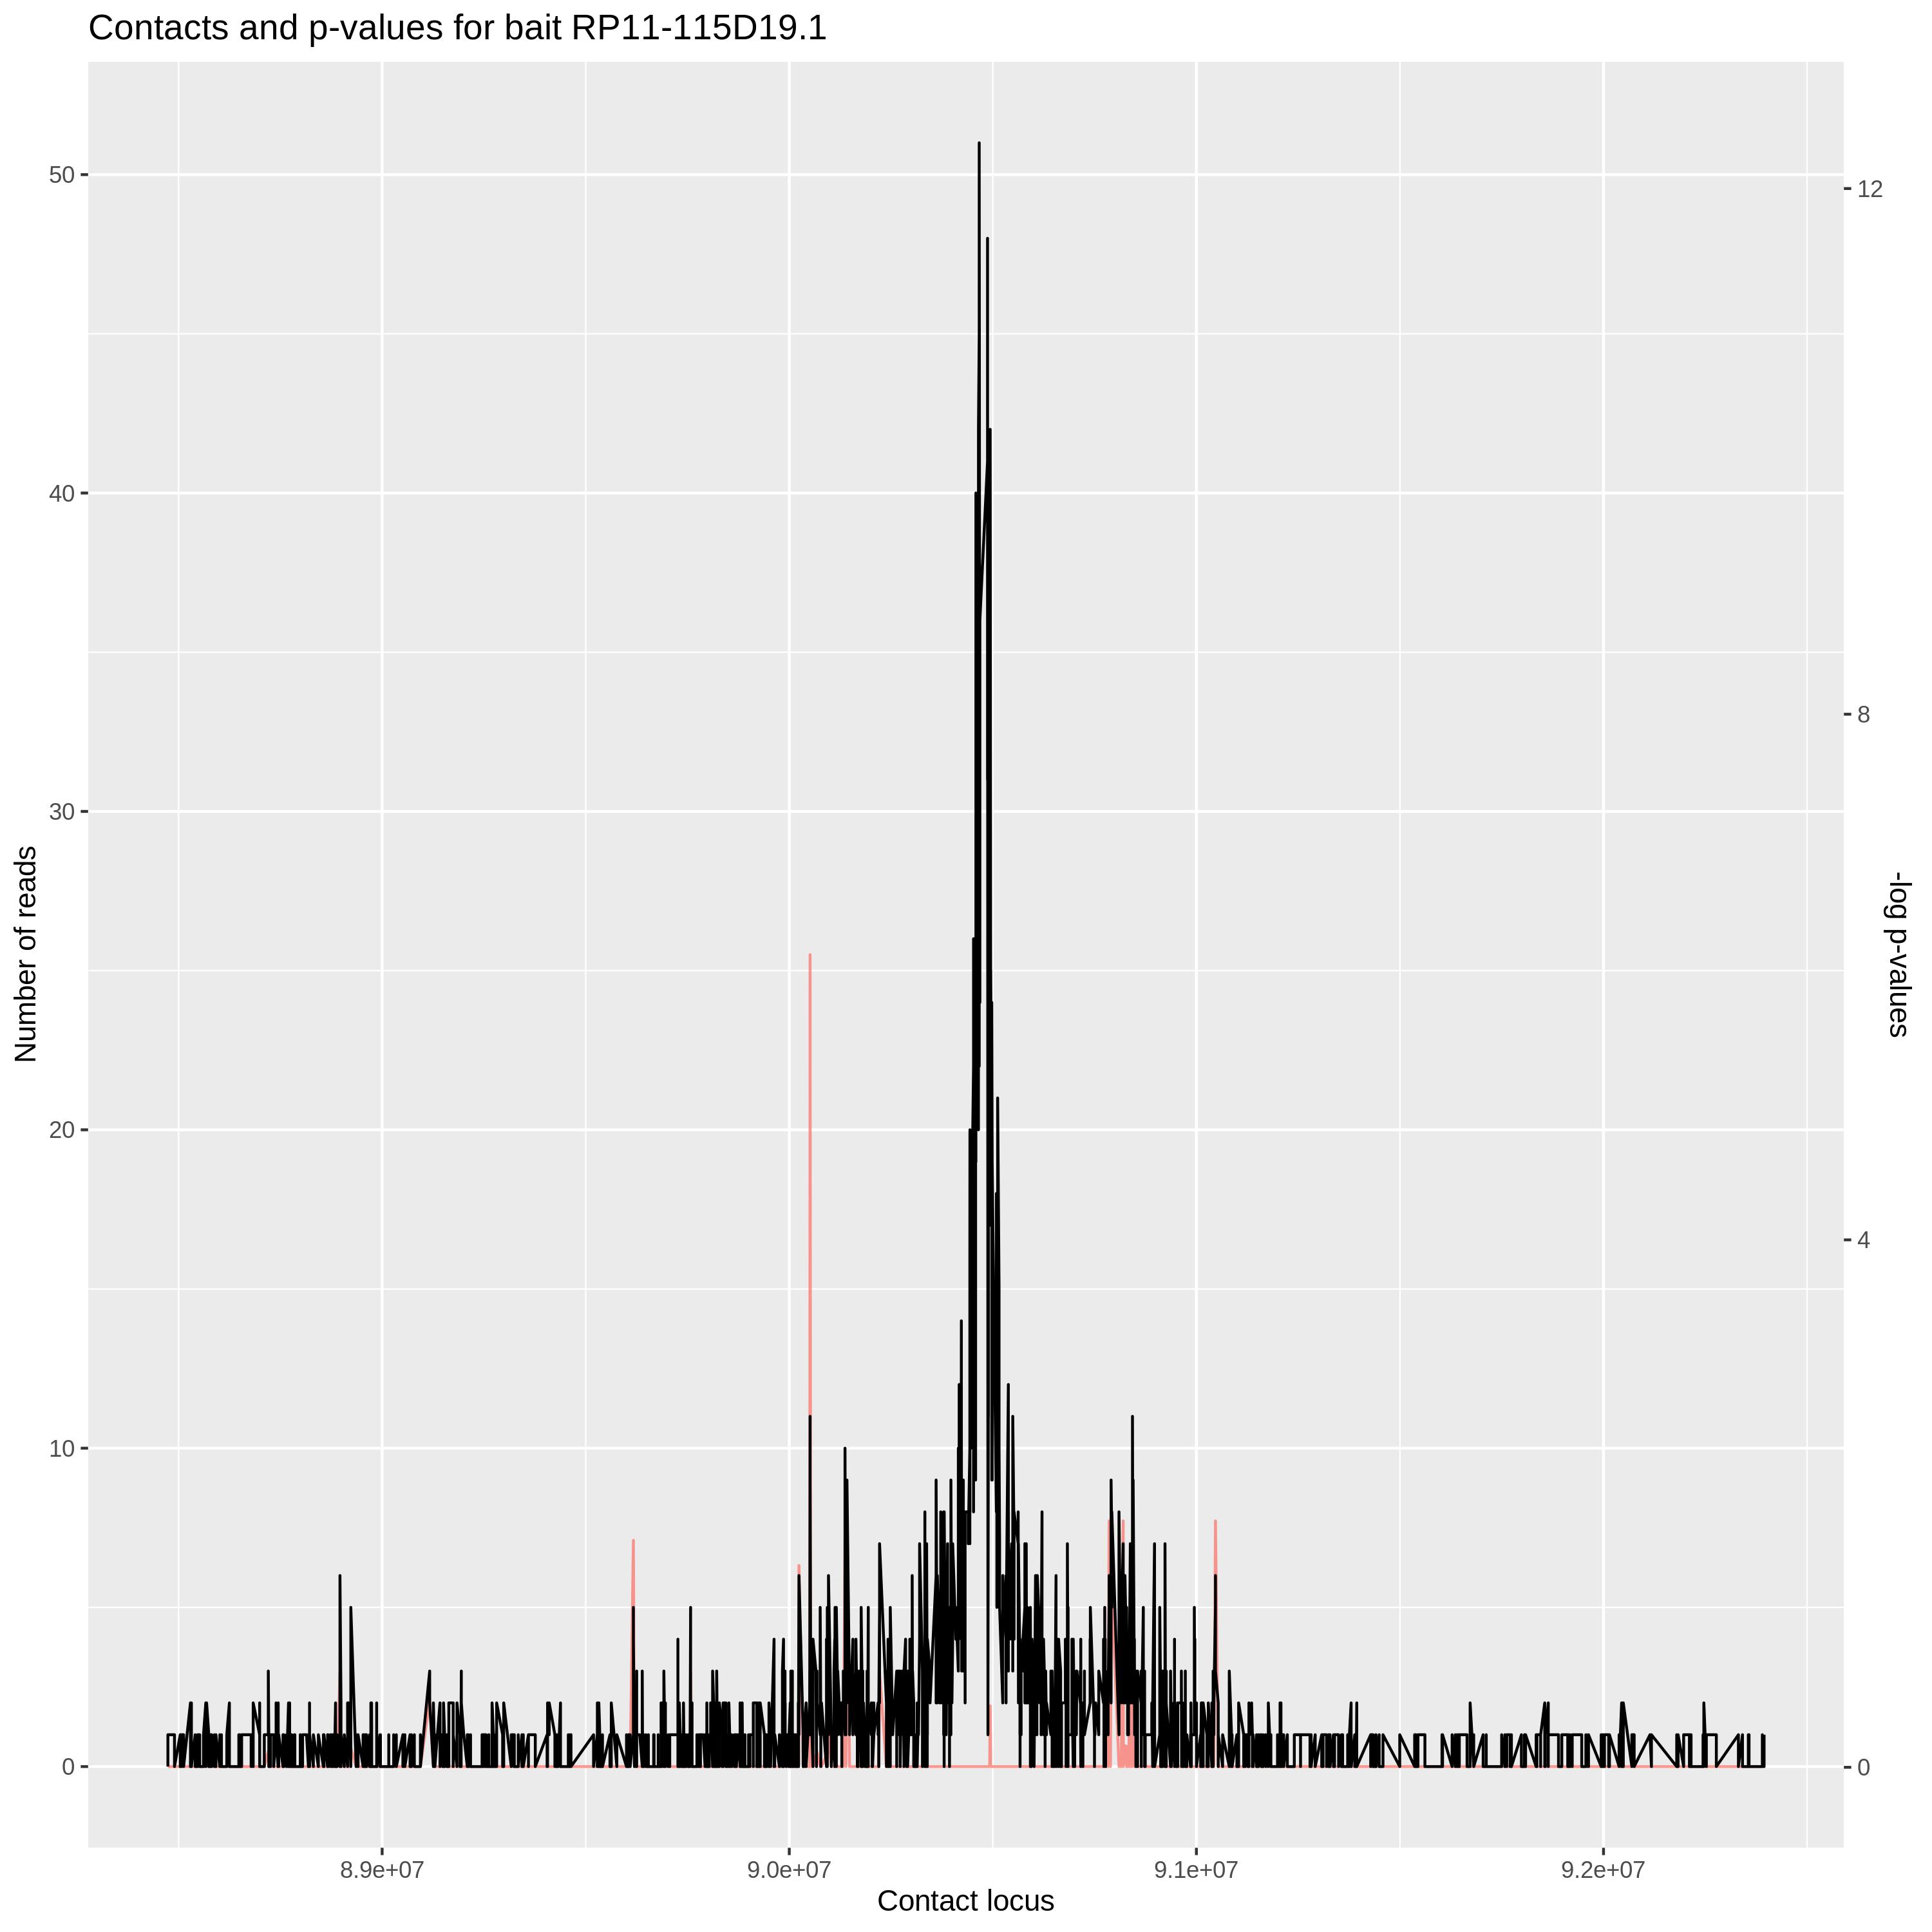 Contacts and p-values for bait RP11-115D19.1
50
40
30
20
10
0
Number of reads
12
8
4
0
-log p-values
8.9e+07 9.0e+07 9.1e+07 9.2e+07
Contact locus